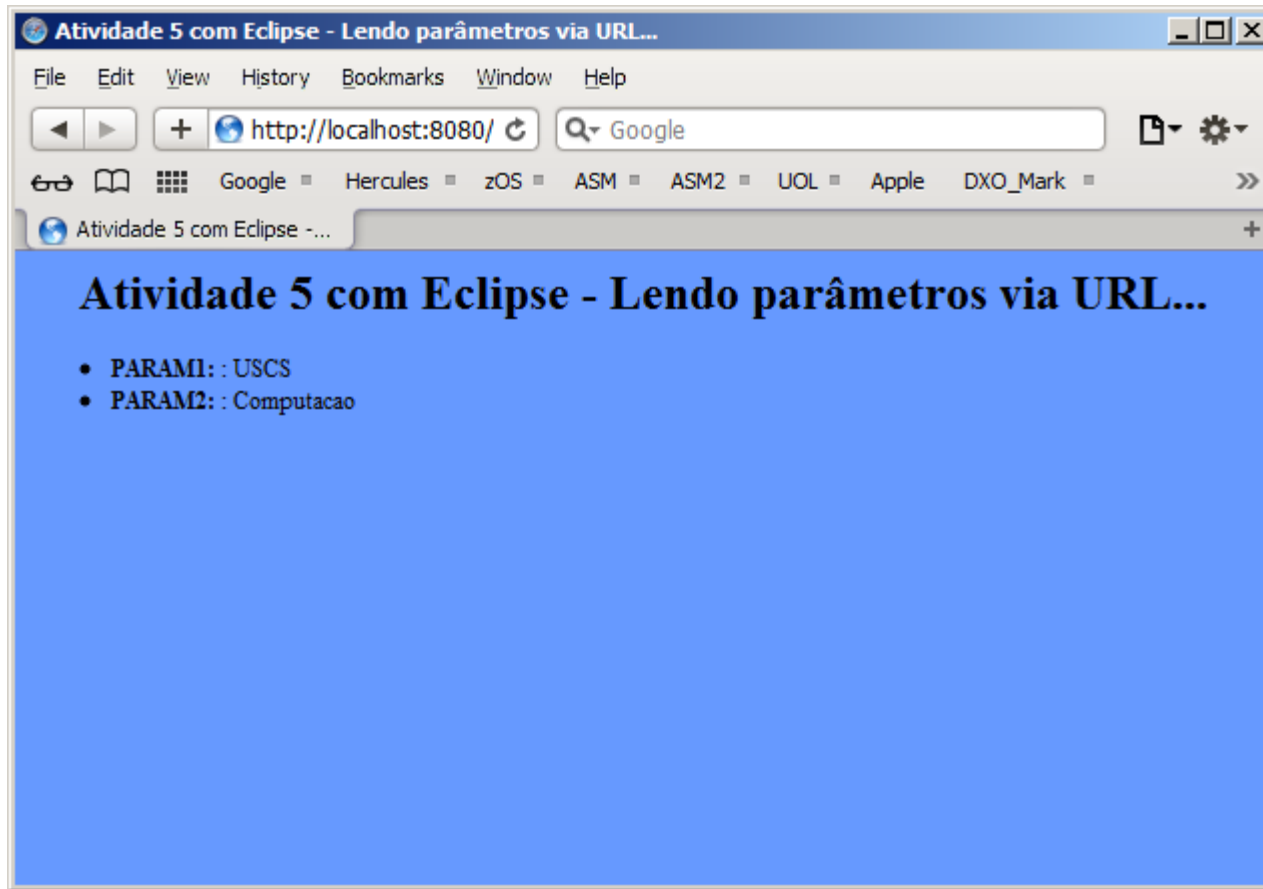 Atividade 5 com Eclipse - Lendo parâmetros via URL...
File Edit View History Bookmarks Window Help
http://localhost:8080/ Google
Google Hercules zOS ASM ASM2 UOL Apple DXO_Mark
Atividade 5 com Eclipse -...
Atividade 5 com Eclipse - Lendo parâmetros via URL...
PARAM1: : USCS
PARAM2: : Computacao